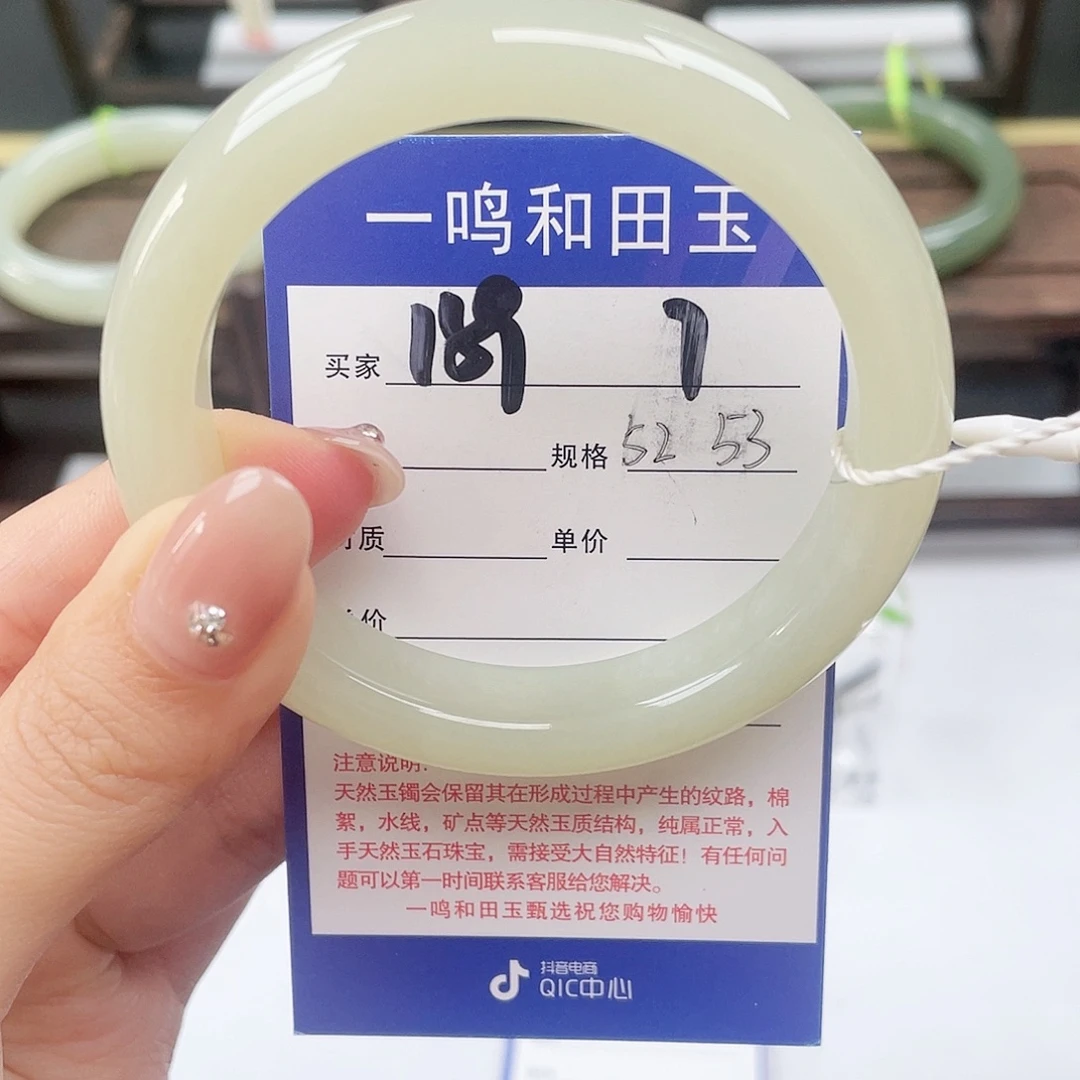 一鸣和田玉
买家 189 7
规格 52 53
质 单价
价
注意说明:
天然玉镯会保留其在形成过程中产生的纹路，棉
絮，水线，矿点等天然玉质结构，纯属正常，入
手天然玉石珠宝，需接受大自然特征！有任何问
题可以第一时间联系客服给您解决。
一鸣和田玉甄选祝您购物愉快
抖音电商
QIC中心